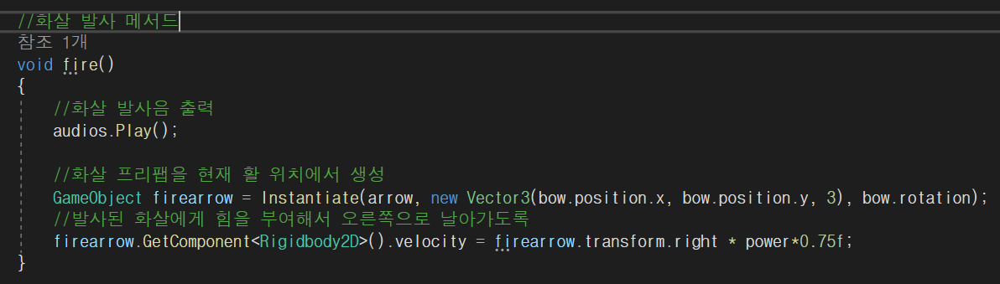 //화살 발사 메서드
참조 1개
void fire()
{
//화살 발사음 출력
audios.Play();
//화살 프리팹을 현재 활 위치에서 생성
GameObject firearrow = Instantiate(arrow, new Vector3(bow.position.x, bow.position.y, 3), bow.rotation);
//발사된 화살에게 힘을 부여해서 오른쪽으로 날아가도록
firearrow.GetComponent<Rigidbody2D>().velocity = firearrow.transform.right * power*0.75f;
}